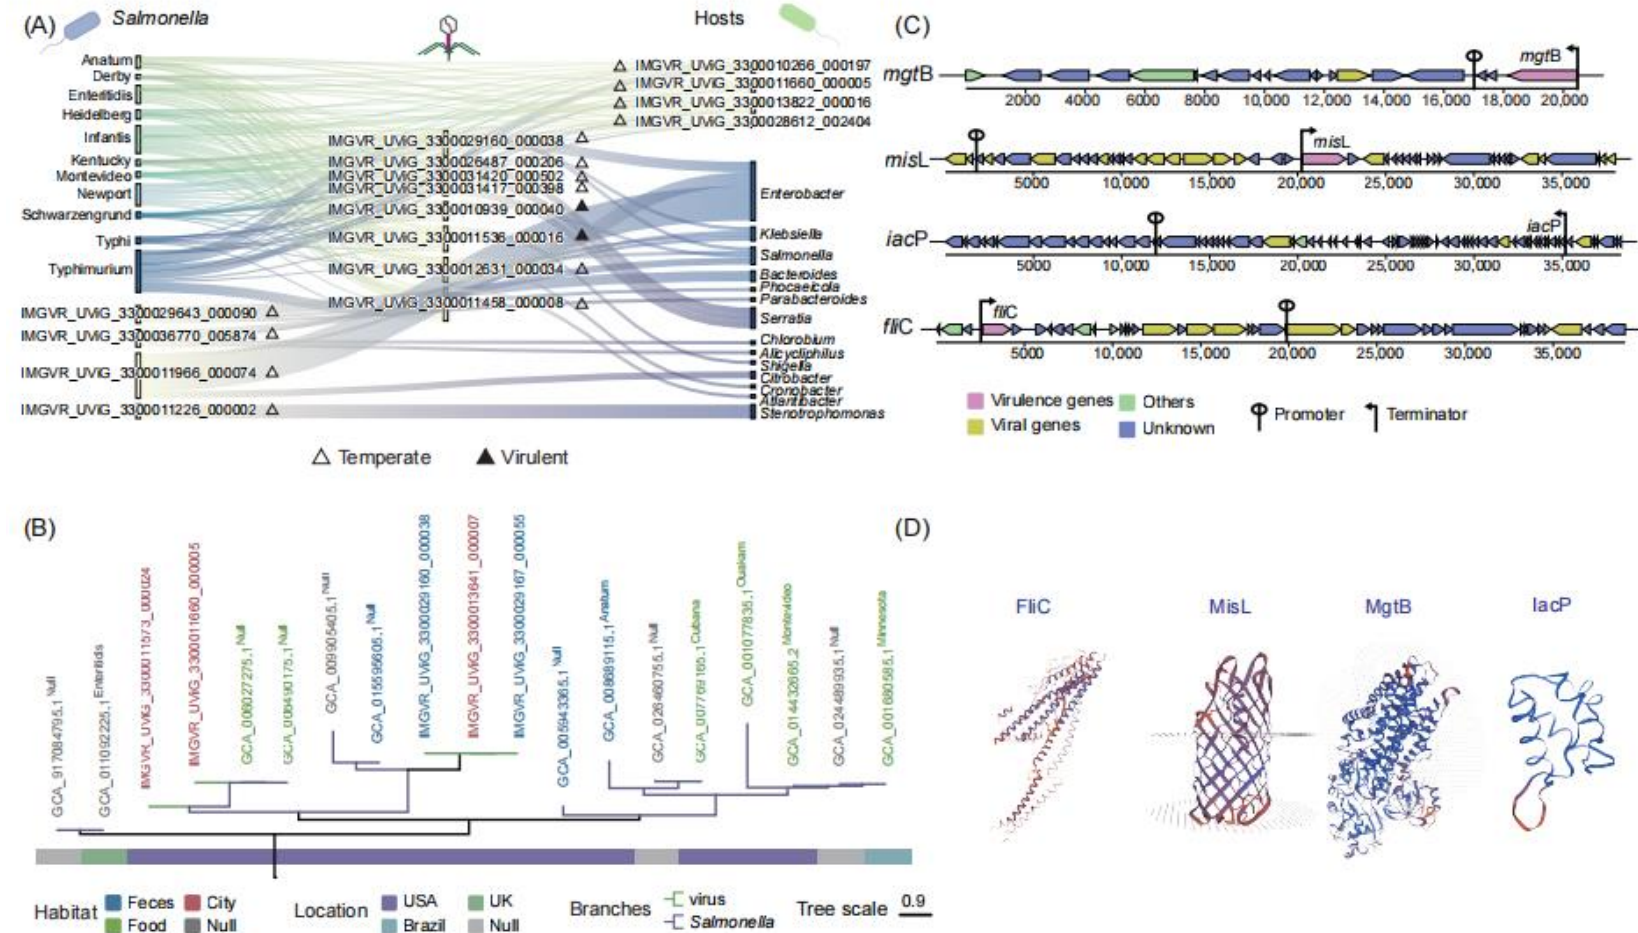 (A)
Salmonella
Hosts
Anatum
Derby
Enteritidis
Heidelberg
Infantis
Kentucky
Montevideo
Newport
Schwarzengrund
Typhi
Typhimurium
IMGVR_UViG_3300029643_000090
IMGVR_UViG_3300036770_005874
IMGVR_UViG_3300011966_000074
IMGVR_UViG_3300011226_000002
IMGVR_UViG_3300029160_000038
IMGVR_UViG_3300026487_000206
IMGVR_UViG_3300031420_000502
IMGVR_UViG_3300031417_000398
IMGVR_UViG_3300010939_000040
IMGVR_UViG_3300011536_000016
IMGVR_UViG_3300012631_000034
IMGVR_UViG_3300011458_000008
IMGVR_UViG_3300010266_000197
IMGVR_UViG_3300011660_000005
IMGVR_UViG_3300013822_000016
IMGVR_UViG_3300028612_002404
Enterobacter
Klebsiella
Salmonella
Bacteroides
Phocaeicola
Parabacteroides
Serratia
Chlorobium
Alicycliphilus
Shigella
Citrobacter
Cronobacter
Atlantibacter
Stenotrophomonas
Temperate
Virulent
(C)
mgtB
mgtB
2000 4000 6000 8000 10,000 12,000 14,000 16,000 18,000 20,000
misL
misL
5000 10,000 15,000 20,000 25,000 30,000 35,000
iacP
iacP
5000 10,000 15,000 20,000 25,000 30,000 35,000
fliC
fliC
5000 10,000 15,000 20,000 25,000 30,000 35,000
Virulence genes
Others
Viral genes
Unknown
Promoter
Terminator
(B)
GCA_917084795.1 Null
GCA_011092225.1 Enteritidis
IMGVR_UViG_3300011573_000024
IMGVR_UViG_3300011660_000005
GCA_006027275.1 Null
GCA_006490175.1 Null
GCA_009905405.1 Null
GCA_015595605.1 Null
IMGVR_UViG_3300029160_000038
IMGVR_UViG_3300013641_000007
IMGVR_UViG_3300029167_000055
GCA_005943365.1 Null
GCA_008689115.1 Anatum
GCA_026460755.1 Null
GCA_007769165.1 Cubana
GCA_001077835.1 Ouakam
GCA_014432665.2 Montevideo
GCA_024489935.1 Null
GCA_001680585.1 Minnesota
Habitat
Feces
City
Food
Null
Location
USA
UK
Brazil
Null
Branches
virus
Salmonella
Tree scale 0.9
(D)
FliC
MisL
MgtB
IacP